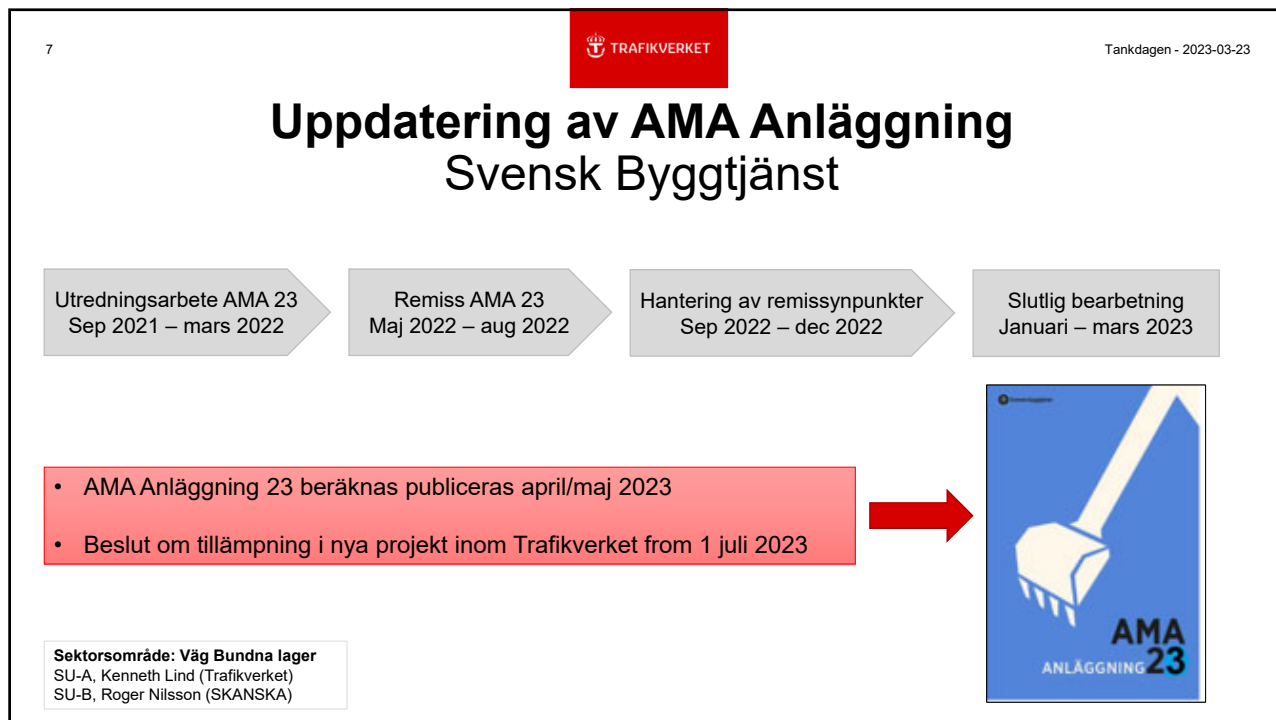 7
TRAFIKVERKET
Tankdagen - 2023-03-23
Uppdatering av AMA Anläggning
Svensk Byggtjänst
Utredningsarbete AMA 23
Sep 2021 – mars 2022
Remiss AMA 23
Maj 2022 – aug 2022
Hantering av remissynpunkter
Sep 2022 – dec 2022
Slutlig bearbetning
Januari – mars 2023
• AMA Anläggning 23 beräknas publiceras april/maj 2023
• Beslut om tillämpning i nya projekt inom Trafikverket from 1 juli 2023
AMA
ANLÄGGNING 23
Sektorsområde: Väg Bundna lager
SU-A, Kenneth Lind (Trafikverket)
SU-B, Roger Nilsson (SKANSKA)